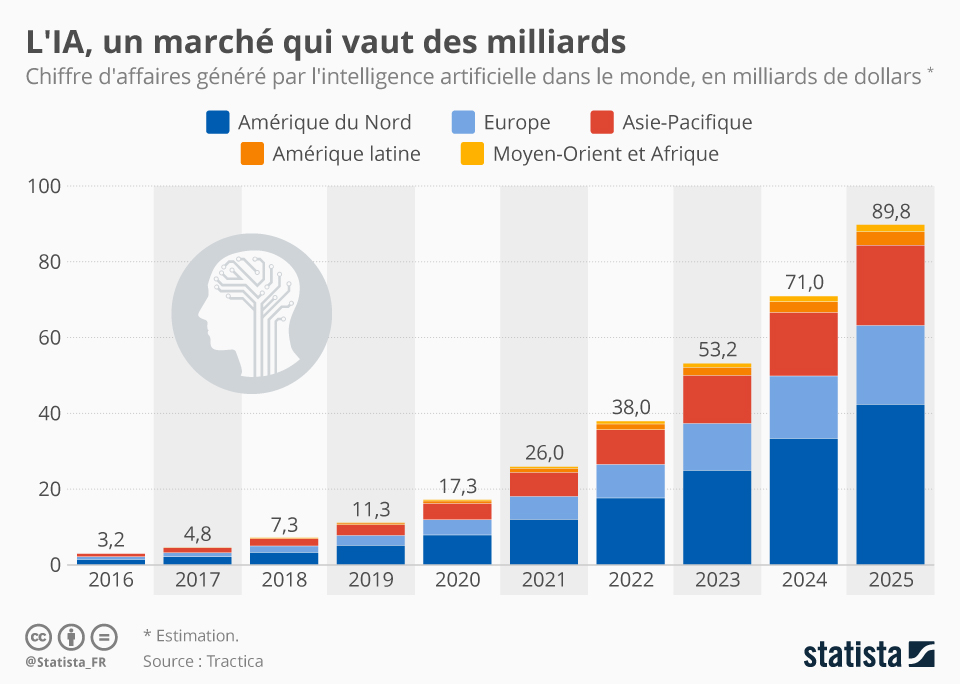 L'IA, un marché qui vaut des milliards
Chiffre d'affaires généré par l'intelligence artificielle dans le monde, en milliards de dollars *
Amérique du Nord Europe Asie-Pacifique
Amérique latine Moyen-Orient et Afrique
100
80
60
40
20
0
3,2
4,8
7,3
11,3
17,3
26,0
38,0
53,2
71,0
89,8
2016 2017 2018 2019 2020 2021 2022 2023 2024 2025
cc
@Statista_FR
* Estimation.
Source : Tractica
statista